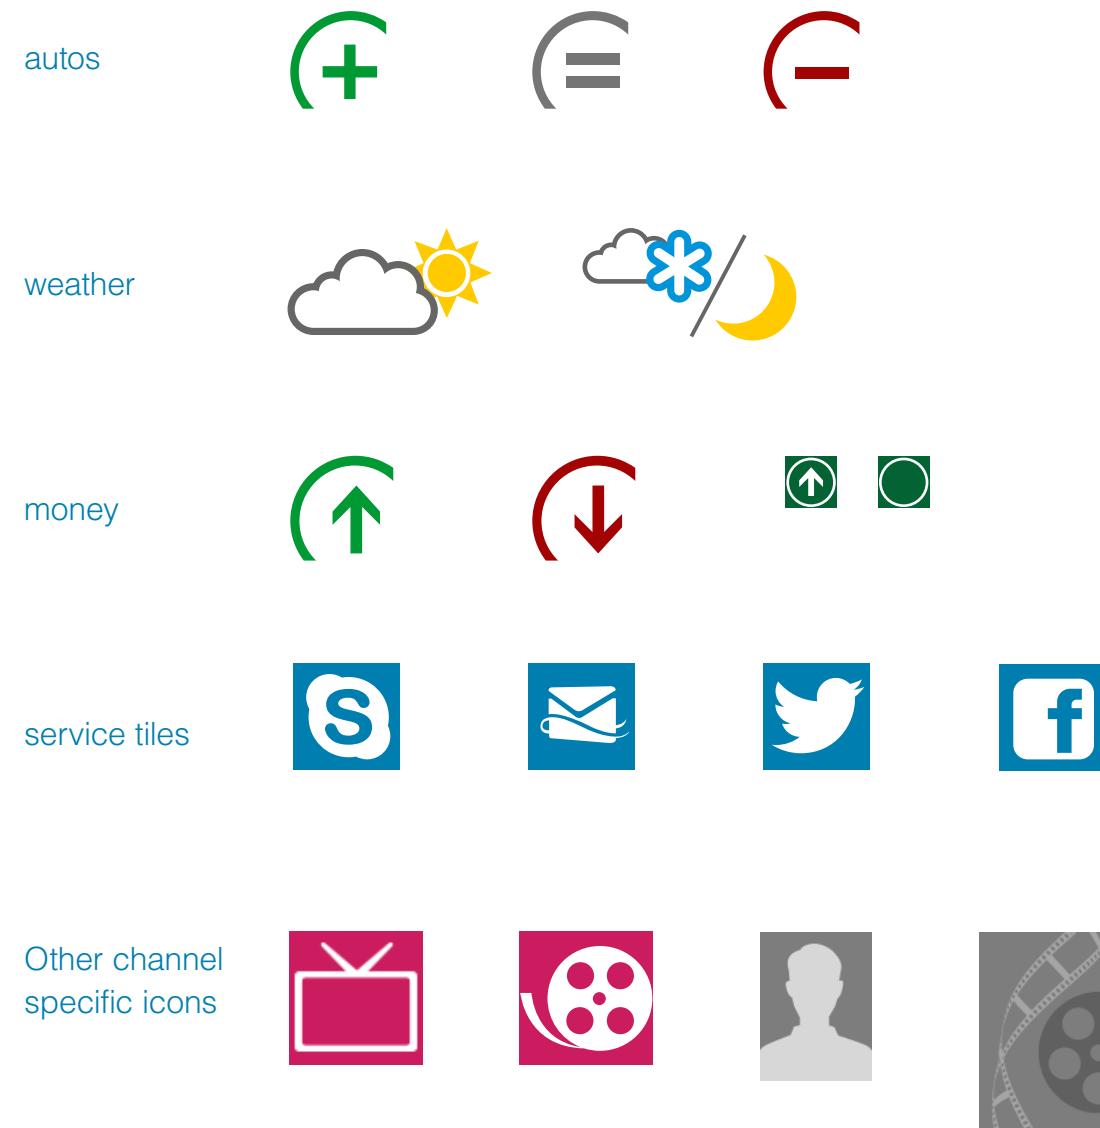 autos
weather
money
service tiles
S
f
Other channel
specific icons